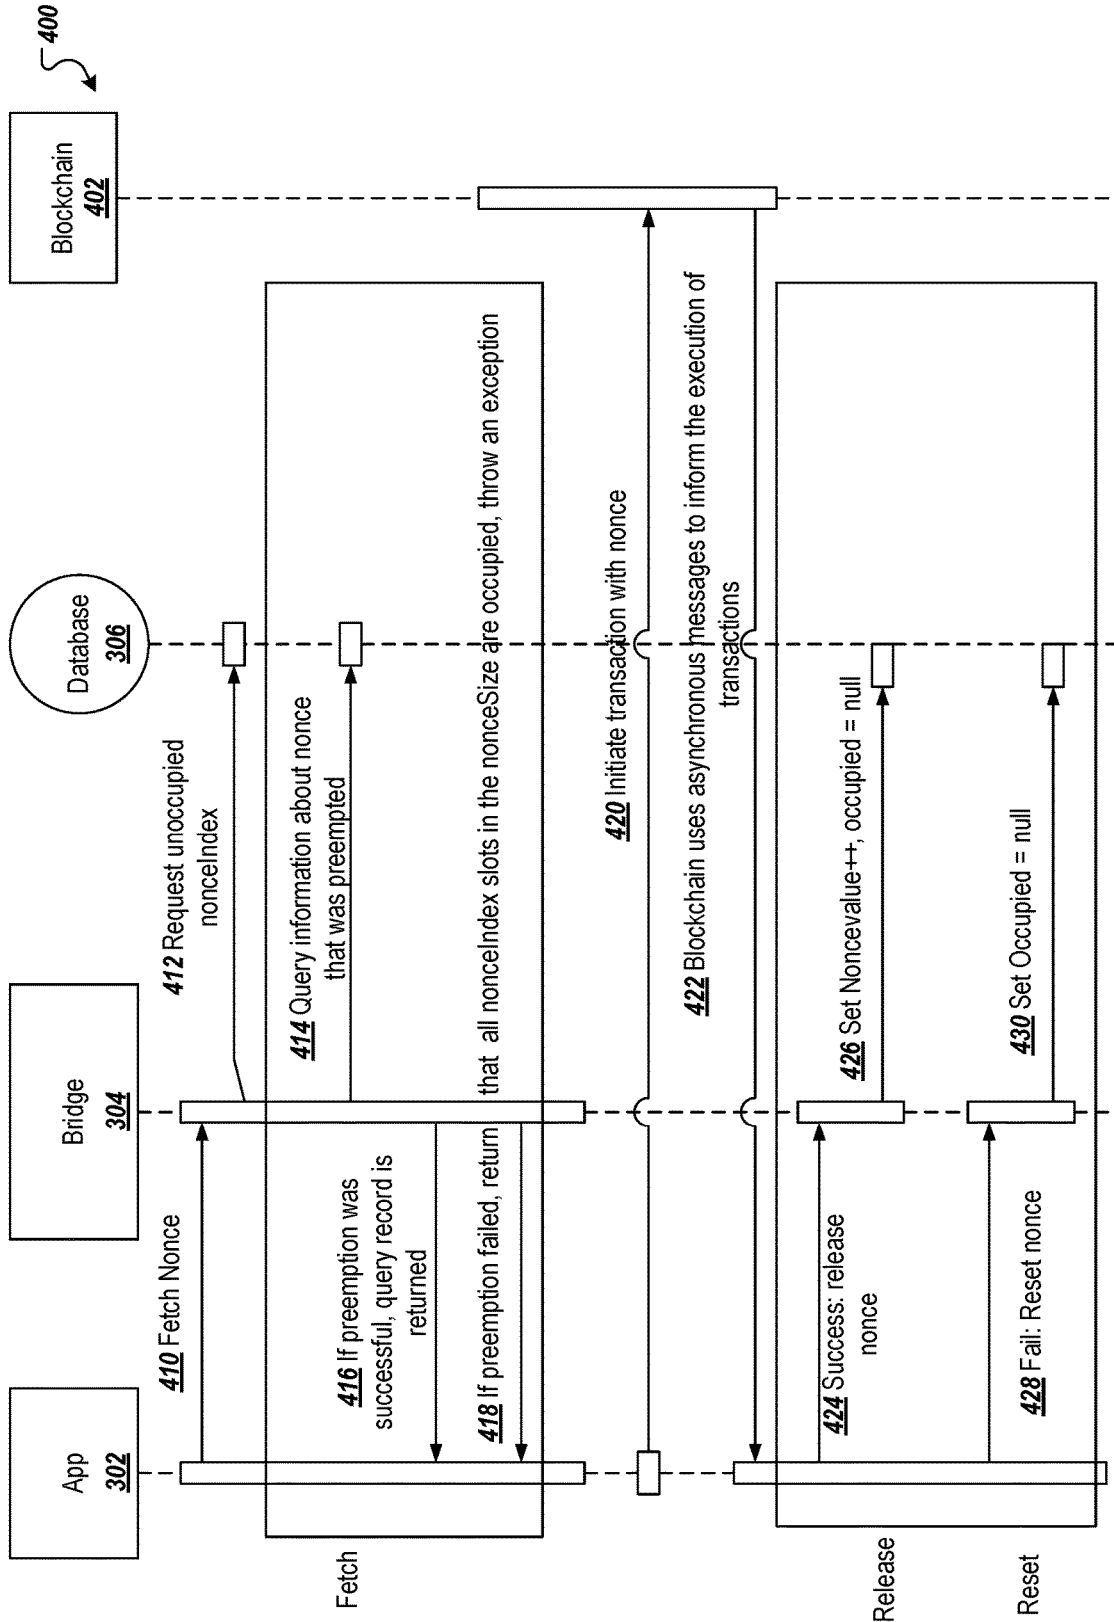 400
App
302
Bridge
304
Database
306
Blockchain
402
410 Fetch Nonce
412 Request unoccupied
nonceIndex
Fetch
414 Query information about nonce
that was preempted
416 If preemption was
successful, query record is
returned
418 If preemption failed, return that all nonceIndex slots in the nonceSize are occupied, throw an exception
420 Initiate transaction with nonce
422 Blockchain uses asynchronous messages to inform the execution of
transactions
Release
424 Success: release
nonce
426 Set Noncevalue++, occupied = null
Reset
428 Fail: Reset nonce
430 Set Occupied = null